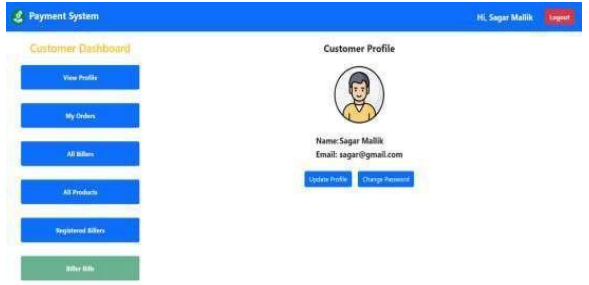 Payment System
Hi, Sagar Mallik
Logout
Customer Dashboard
View Profile
My Orders
All Billers
All Products
Registered Billers
Biller Bills
Customer Profile
Name:Sagar Mallik
Email: sagar@gmail.com
Update Profile
Change Password